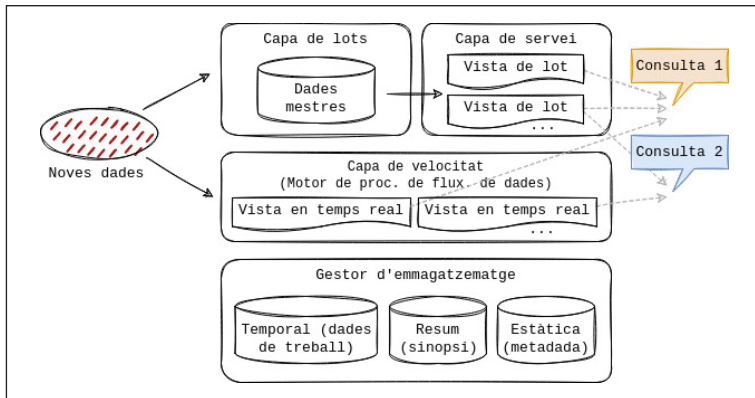 Capa de lots
Dades
mestres
Capa de servei
Vista de lot
Vista de lot
...
Consulta 1
Consulta 2
Noves dades
Capa de velocitat
(Motor de proc. de flux. de dades)
Vista en temps real
Vista en temps real
...
Gestor d'emmagatzematge
Temporal (dades
de treball)
Resum
(sinopsi)
Estàtica
(metadada)